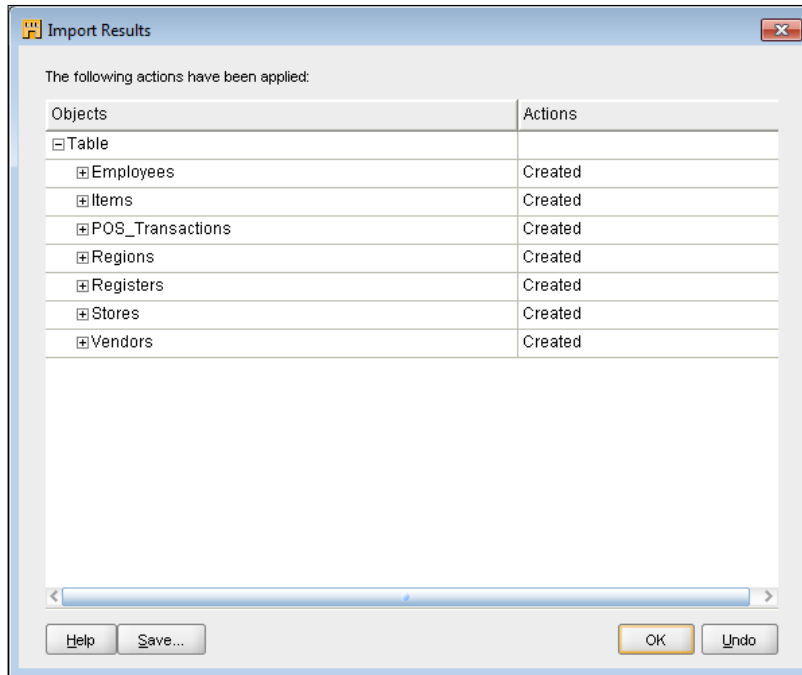 Import Results
The following actions have been applied:
Objects Actions
Table
Employees Created
Items Created
POS_Transactions Created
Regions Created
Registers Created
Stores Created
Vendors Created
Help Save... OK Undo